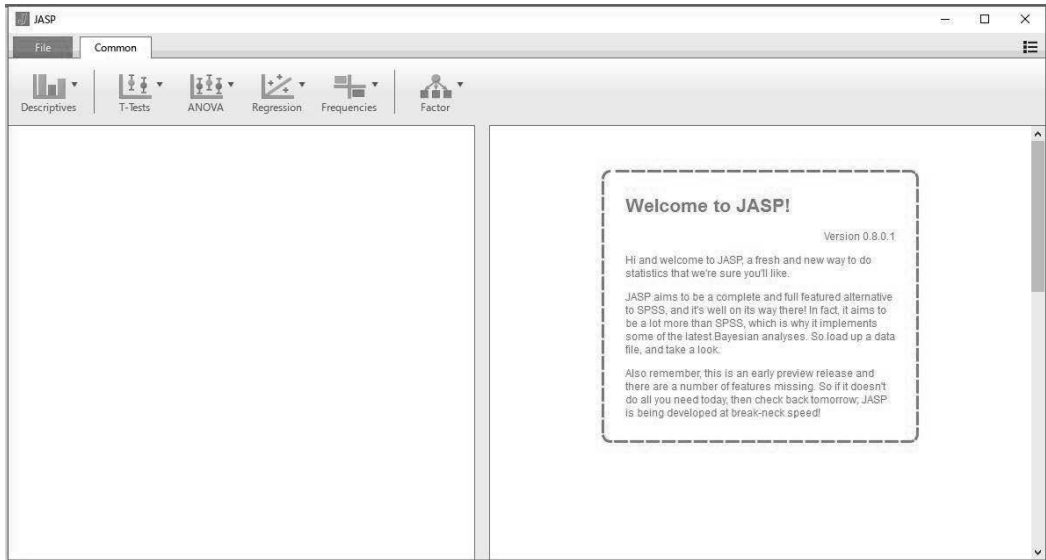 JASP
File Common
Descriptives T-Tests ANOVA Regression Frequencies Factor
Welcome to JASP!
Version 0.8.0.1
Hi and welcome to JASP, a fresh and new way to do
statistics that we're sure you'll like.
JASP aims to be a complete and full featured alternative
to SPSS, and it's well on its way there! In fact, it aims to
be a lot more than SPSS, which is why it implements
some of the latest Bayesian analyses. So load up a data
file, and take a look.
Also remember, this is an early preview release and
there are a number of features missing. So if it doesn't
do all you need today, then check back tomorrow; JASP
is being developed at break-neck speed!